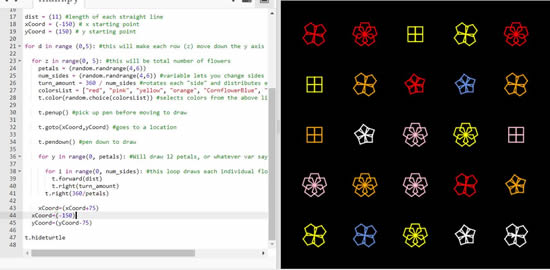 19 dist = (11) #length of each straight line
20 xCoord = (-150) # x starting point
yCoord = (150) # y starting point
20
21 for d in range (0,5): #this will make each row (z) move down the y axis
22
23 for z in range(0, 5): #this will be total number of flowers
24 petals = (random.randrange(4,6))
25 num_sides = (random.randrange(4,6)) #variable lets you change sides
26 turn_amount = 360 / num_sides #rotates each "side" and distributes e
27 colorsList = ["red", "pink", "yellow", "orange", "CornflowerBlue", "
28 t.color(random.choice(colorsList)) #selects colors from the above li
29
30 t.penup() #pick up pen before moving to draw
31
32 t.goto(xCoord,yCoord) #goes to a location
33
34 t.pendown() #pen down to draw
35
36 for y in range(0, petals): #Will draw 12 petals, or whatever var say
37
38 for i in range(0, num_sides): #this loop draws each individual flo
39 t.forward(dist)
40 t.right(turn_amount)
41 t.right(360/petals)
42
43 xCoord=(xCoord+75)
44 xCoord=(-150)
45 yCoord=(yCoord-75)
46
47 t.hideturtle
48